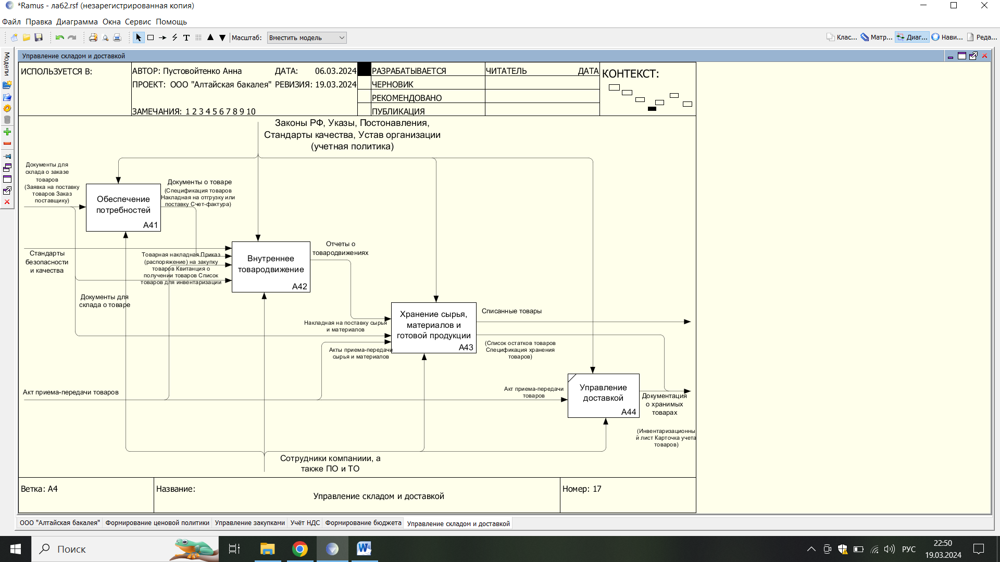 *Ramus - лаб2.rsf (незарегистрированная копия)
Файл Правка Диаграмма Окна Сервис Помощь
Масштаб: Вместить модель
Клас... Матр... Диаг... Нави... Реда...
Модели
Управление складом и доставкой
ИСПОЛЬЗУЕТСЯ В:
АВТОР: Пустовойтенко Анна ДАТА: 06.03.2024
ПРОЕКТ: ООО "Алтайская бакалея" РЕВИЗИЯ: 19.03.2024
ЗАМЕЧАНИЯ: 1 2 3 4 5 6 7 8 9 10
РАЗРАБАТЫВАЕТСЯ
ЧЕРНОВИК
РЕКОМЕНДОВАНО
ПУБЛИКАЦИЯ
ЧИТАТЕЛЬ ДАТА
КОНТЕКСТ:
Законы РФ, Указы, Постонавления,
Стандарты качества, Устав организации
(учетная политика)
Документы для
склада о заказе
товаров
(Заявка на поставку
товаров Заказ
поставщику)
Обеспечение
потребностей
A41
Документы о товаре
(Спецификация товаров
Накладная на отгрузку или
поставку Счет-фактура)
Стандарты
безопасности
и качества
Товарная накладная Приказ
(распоряжение) на закупку
товаров Квитанция о
получении товаров Список
товаров для инвентаризации
Внутреннее
товародвижение
A42
Отчеты о
товародвижениях
Документы для
склада о товаре
Накладная на поставку сырья
и материалов
Хранение сырья,
материалов и
готовой продукции
A43
Списанные товары
Акты приема-передачи
сырья и материалов
(Список остатков товаров
Спецификация хранения
товаров)
Акт приема-передачи товаров
Акт приема-передачи
товаров
Управление
доставкой
A44
Документация
о хранимых
товарах
(Инвентаризационны
й лист Карточка учета
товаров)
Сотрудники компаниии, а
также ПО и ТО
Ветка: A4
Название:
Управление складом и доставкой
Номер: 17
ООО "Алтайская бакалея" Формирование ценовой политики Управление закупками Учёт НДС Формирование бюджета Управление складом и доставкой
Поиск
РУС
22:50
19.03.2024